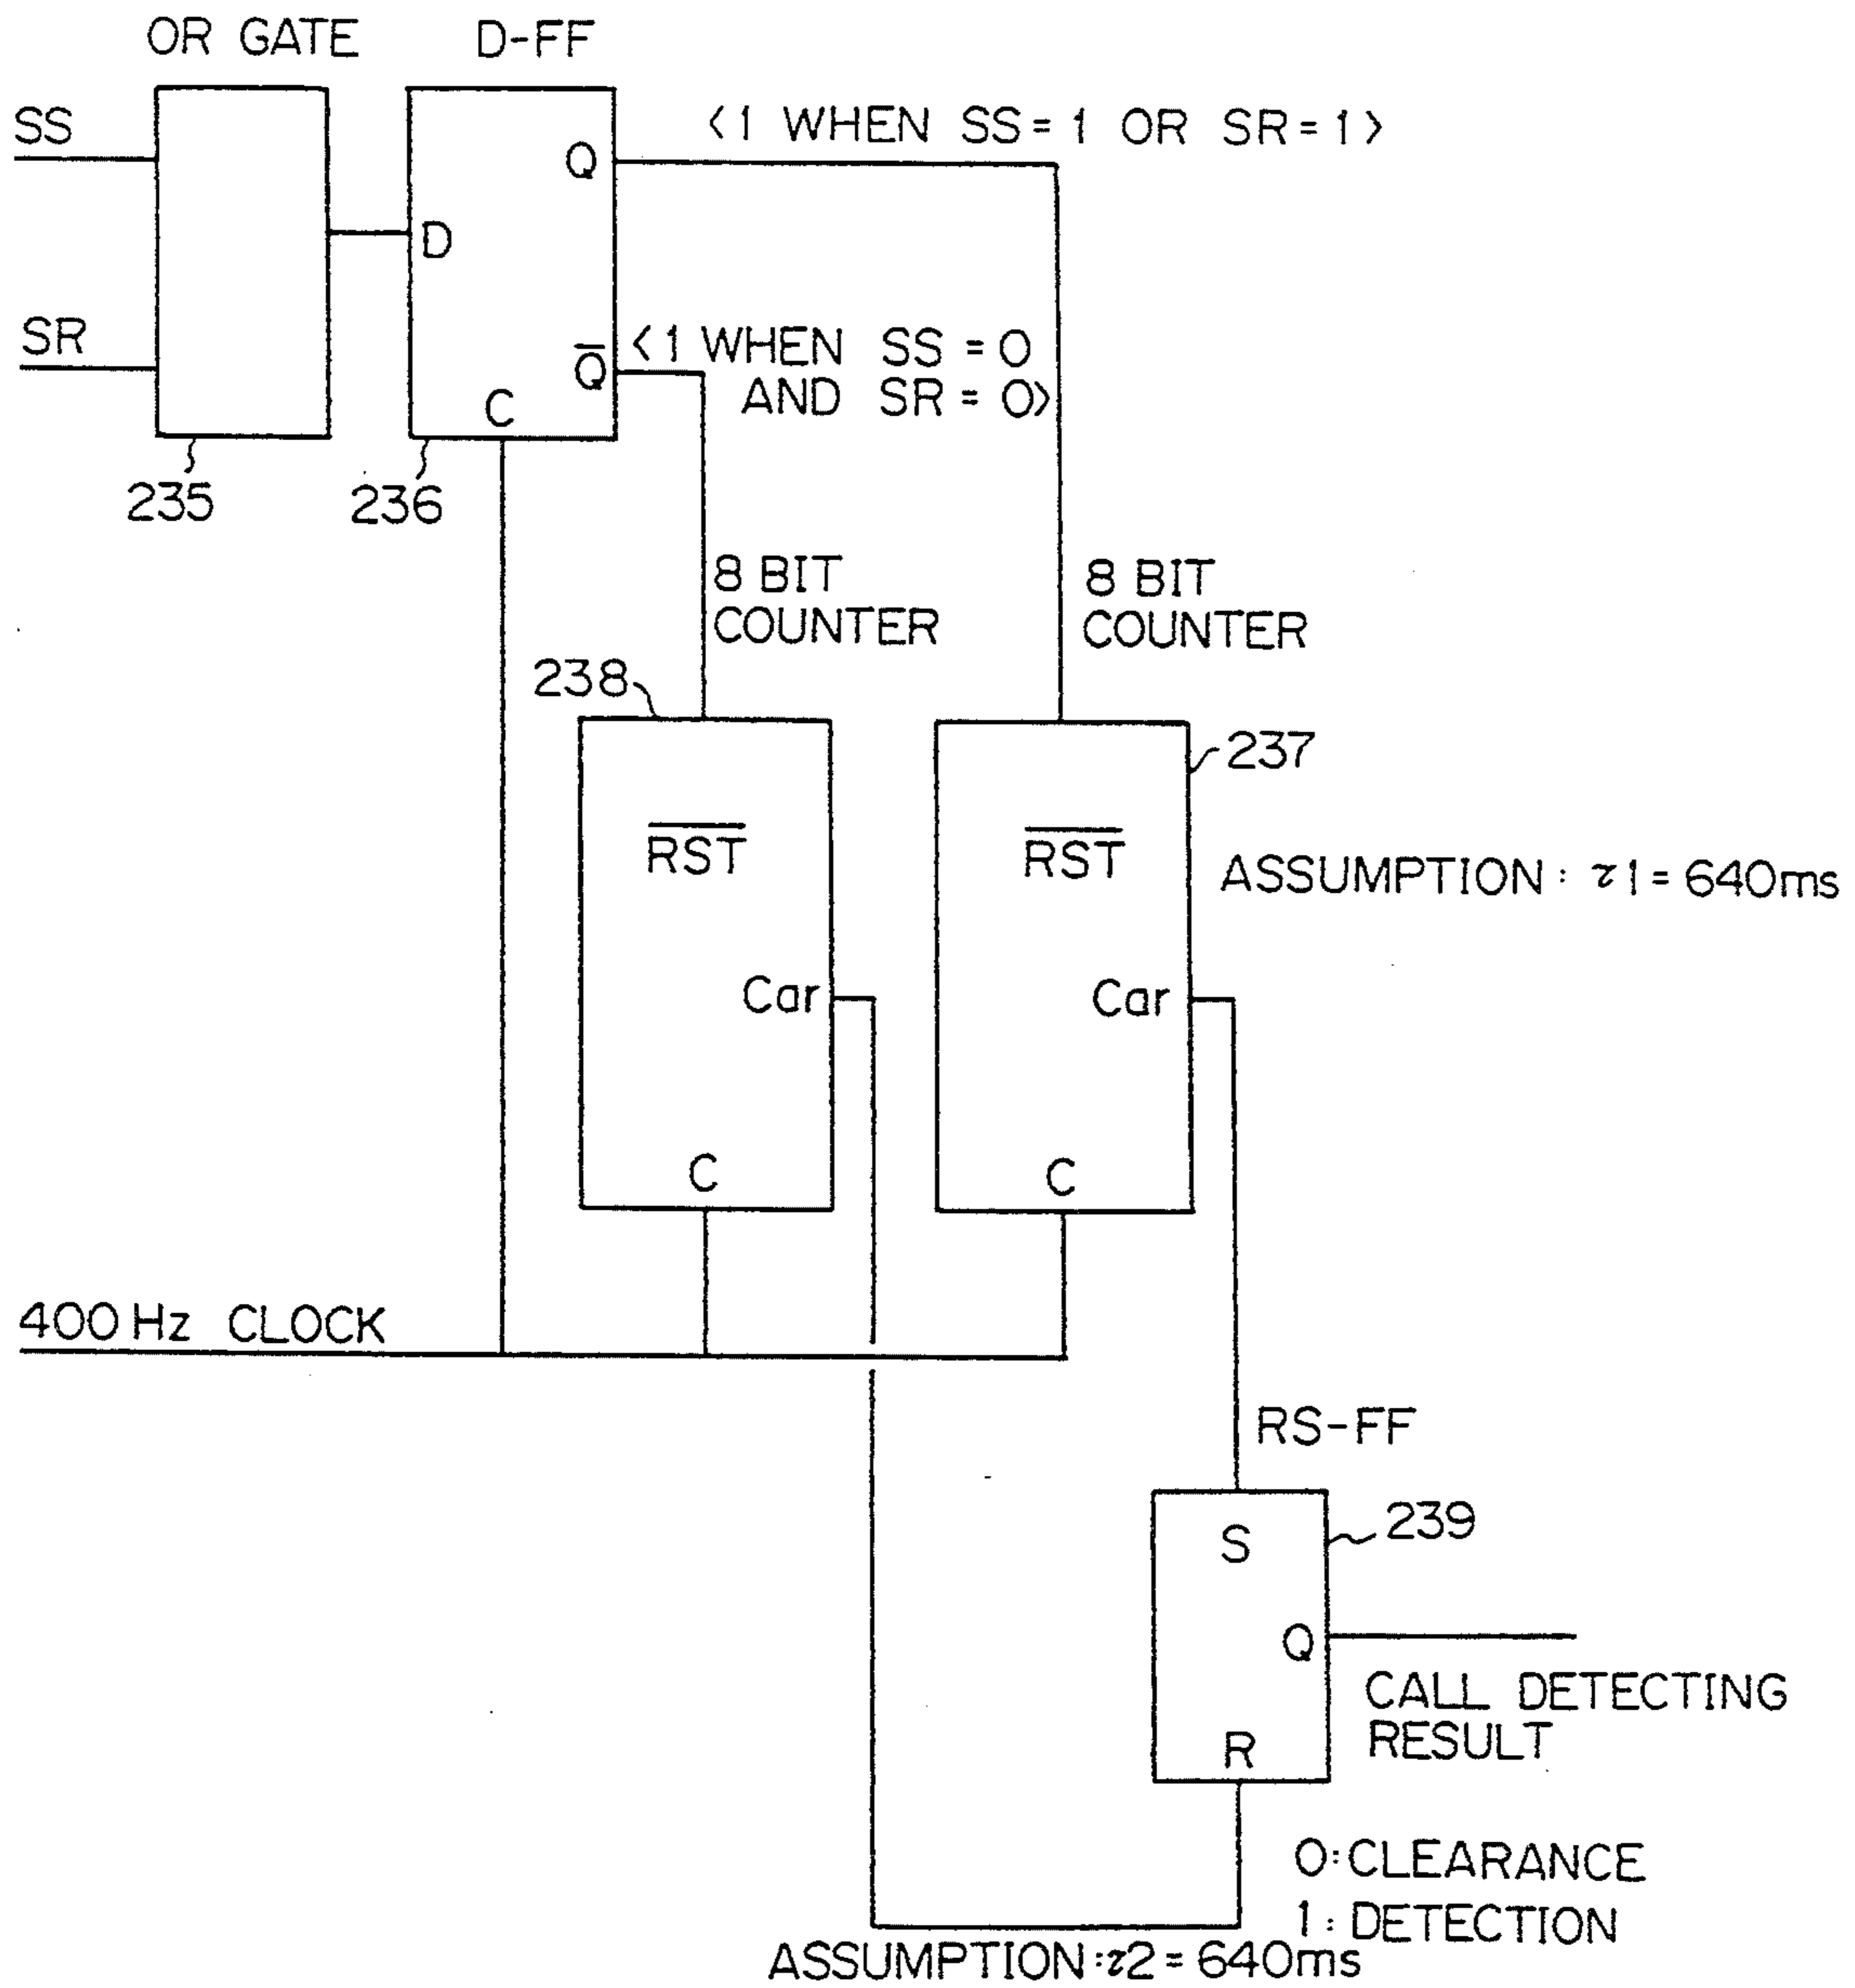 OR GATE
D-FF
SS
<1 WHEN SS=1 OR SR=1>
Q
D
SR
<1 WHEN SS=0
AND SR=0>
Q̅
C
235
236
8 BIT
COUNTER
8 BIT
COUNTER
238
237
R̅S̅T̅
R̅S̅T̅
ASSUMPTION: τ1=640ms
Car
Car
C
C
400Hz CLOCK
RS-FF
239
S
Q
CALL DETECTING
RESULT
R
0:CLEARANCE
1:DETECTION
ASSUMPTION:τ2=640ms